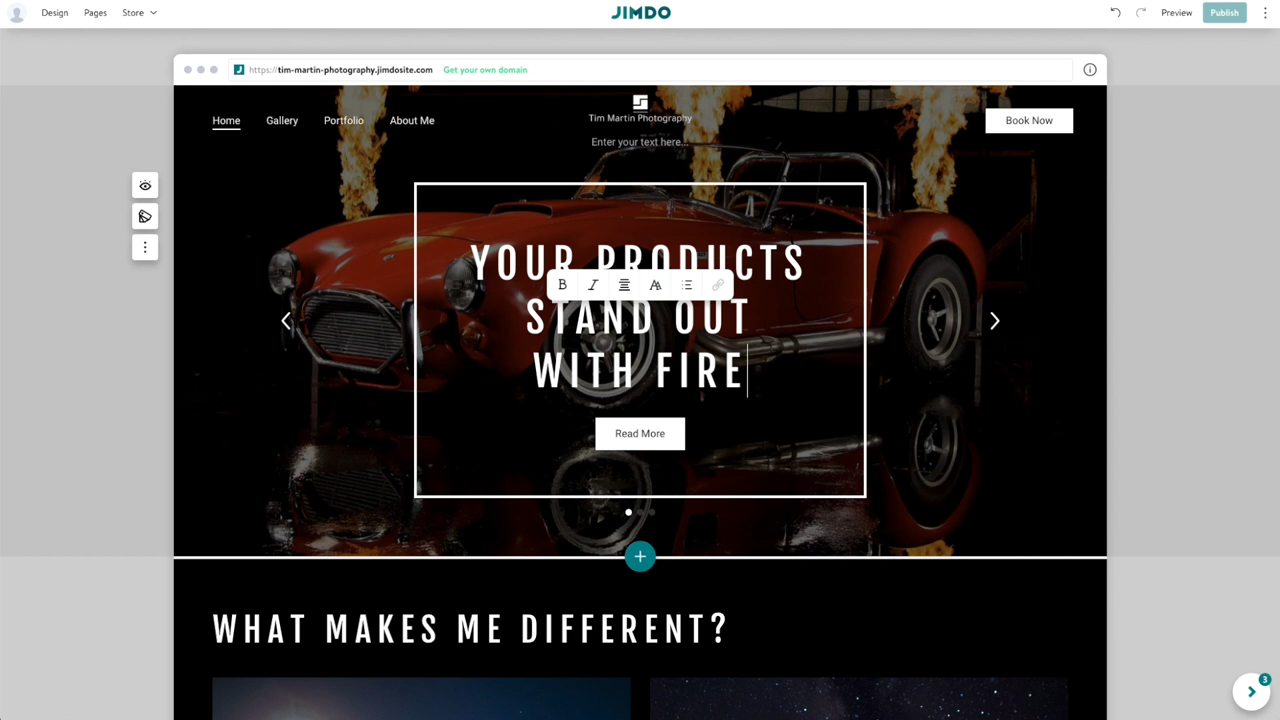 Design Pages Store
JIMDO
Preview Publish
https://tim-martin-photography.jimdosite.com Get your own domain
Home Gallery Portfolio About Me
Tim Martin Photography
Enter your text here...
Book Now
YOUR PRODUCTS
B I A A
STAND OUT
WITH FIRE
Read More
WHAT MAKES ME DIFFERENT?
3